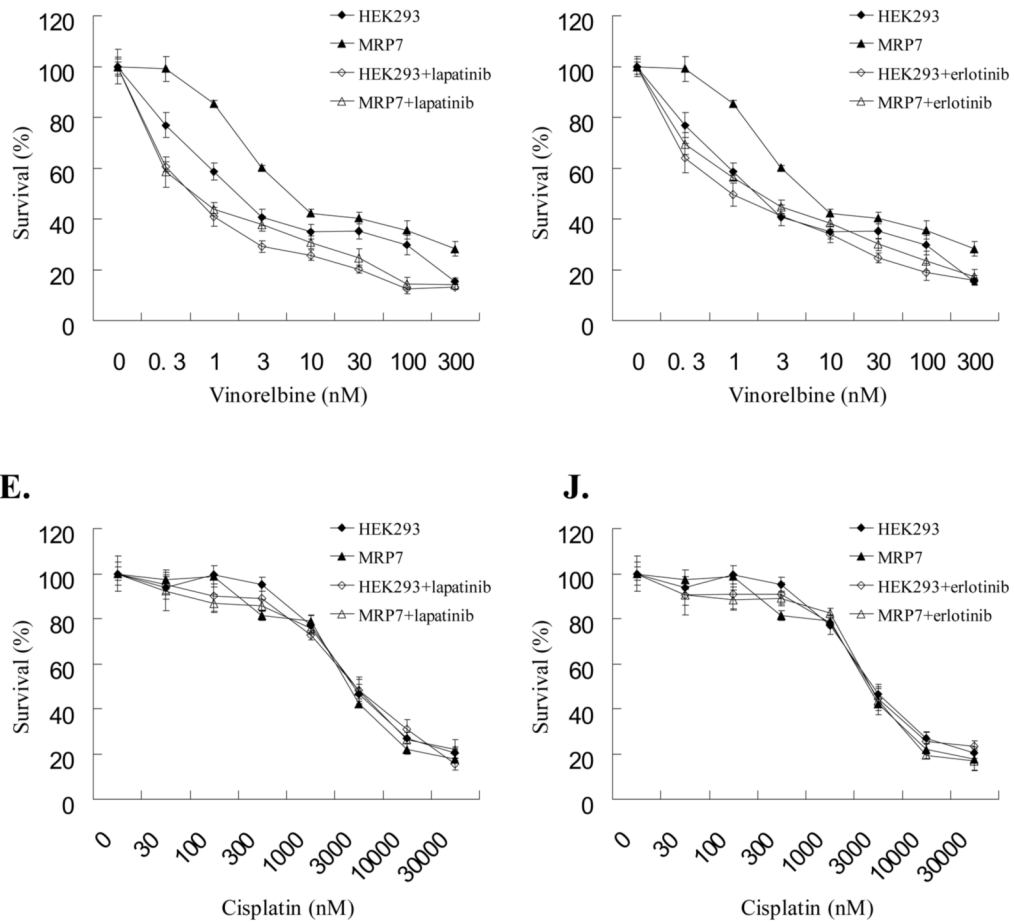 120
100
80
60
40
20
0
Survival (%)
HEK293
MRP7
HEK293+lapatinib
MRP7+lapatinib
0 0.3 1 3 10 30 100 300
Vinorelbine (nM)
120
100
80
60
40
20
0
Survival (%)
HEK293
MRP7
HEK293+erlotinib
MRP7+erlotinib
0 0.3 1 3 10 30 100 300
Vinorelbine (nM)
E.
120
100
80
60
40
20
0
Survival (%)
HEK293
MRP7
HEK293+lapatinib
MRP7+lapatinib
0 30 100 300 1000 3000 10000 30000
Cisplatin (nM)
J.
120
100
80
60
40
20
0
Survival (%)
HEK293
MRP7
HEK293+erlotinib
MRP7+erlotinib
0 30 100 300 1000 3000 10000 30000
Cisplatin (nM)